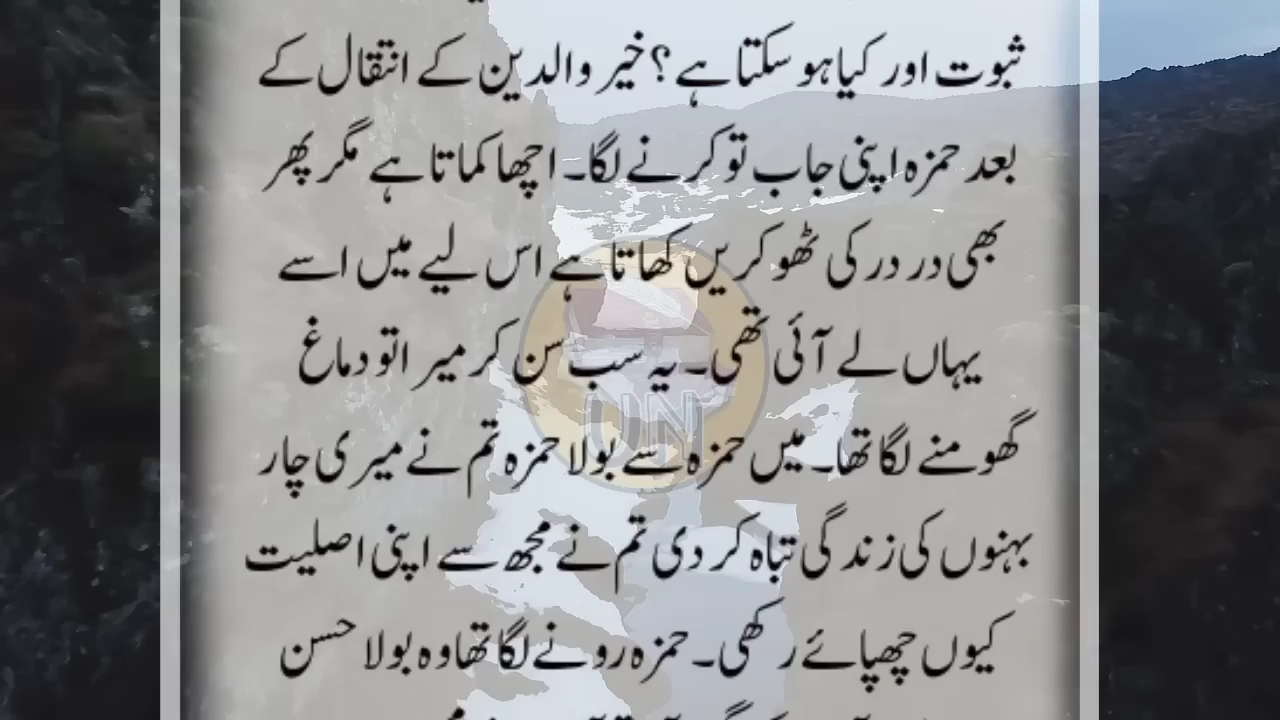 ثبوت اور کیا ہو سکتا ہے؟ خیر والدین کے انتقال کے
بعد حمزہ اپنی جاب تو کرنے لگا۔ اچھا کماتا ہے مگر پھر
بھی در در کی ٹھوکریں کھاتا ہے اس لیے میں اسے
یہاں لے آئی تھی۔ یہ سب سن کر میرا تو دماغ
گھومنے لگا تھا۔ میں حمزہ سے بولا حمزہ تم نے میری چار
بہنوں کی زندگی تباہ کر دی تم نے مجھ سے اپنی اصلیت
کیوں چھپائے رکھی۔ حمزہ رونے لگا تھا وہ بولا حسن
UN